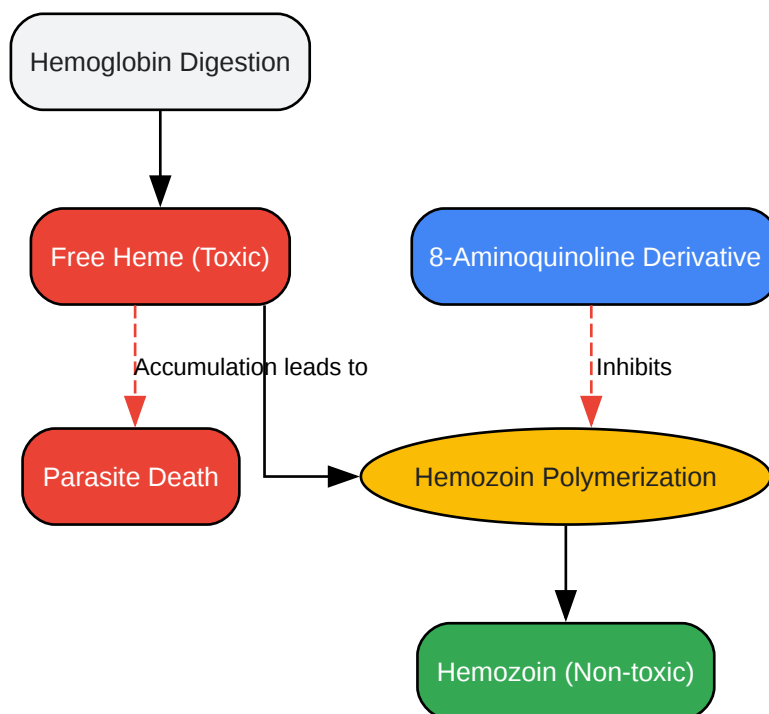 Hemoglobin Digestion
Free Heme (Toxic)
8-Aminoquinoline Derivative
Accumulation leads to
Inhibits
Parasite Death
Hemozoin Polymerization
Hemozoin (Non-toxic)